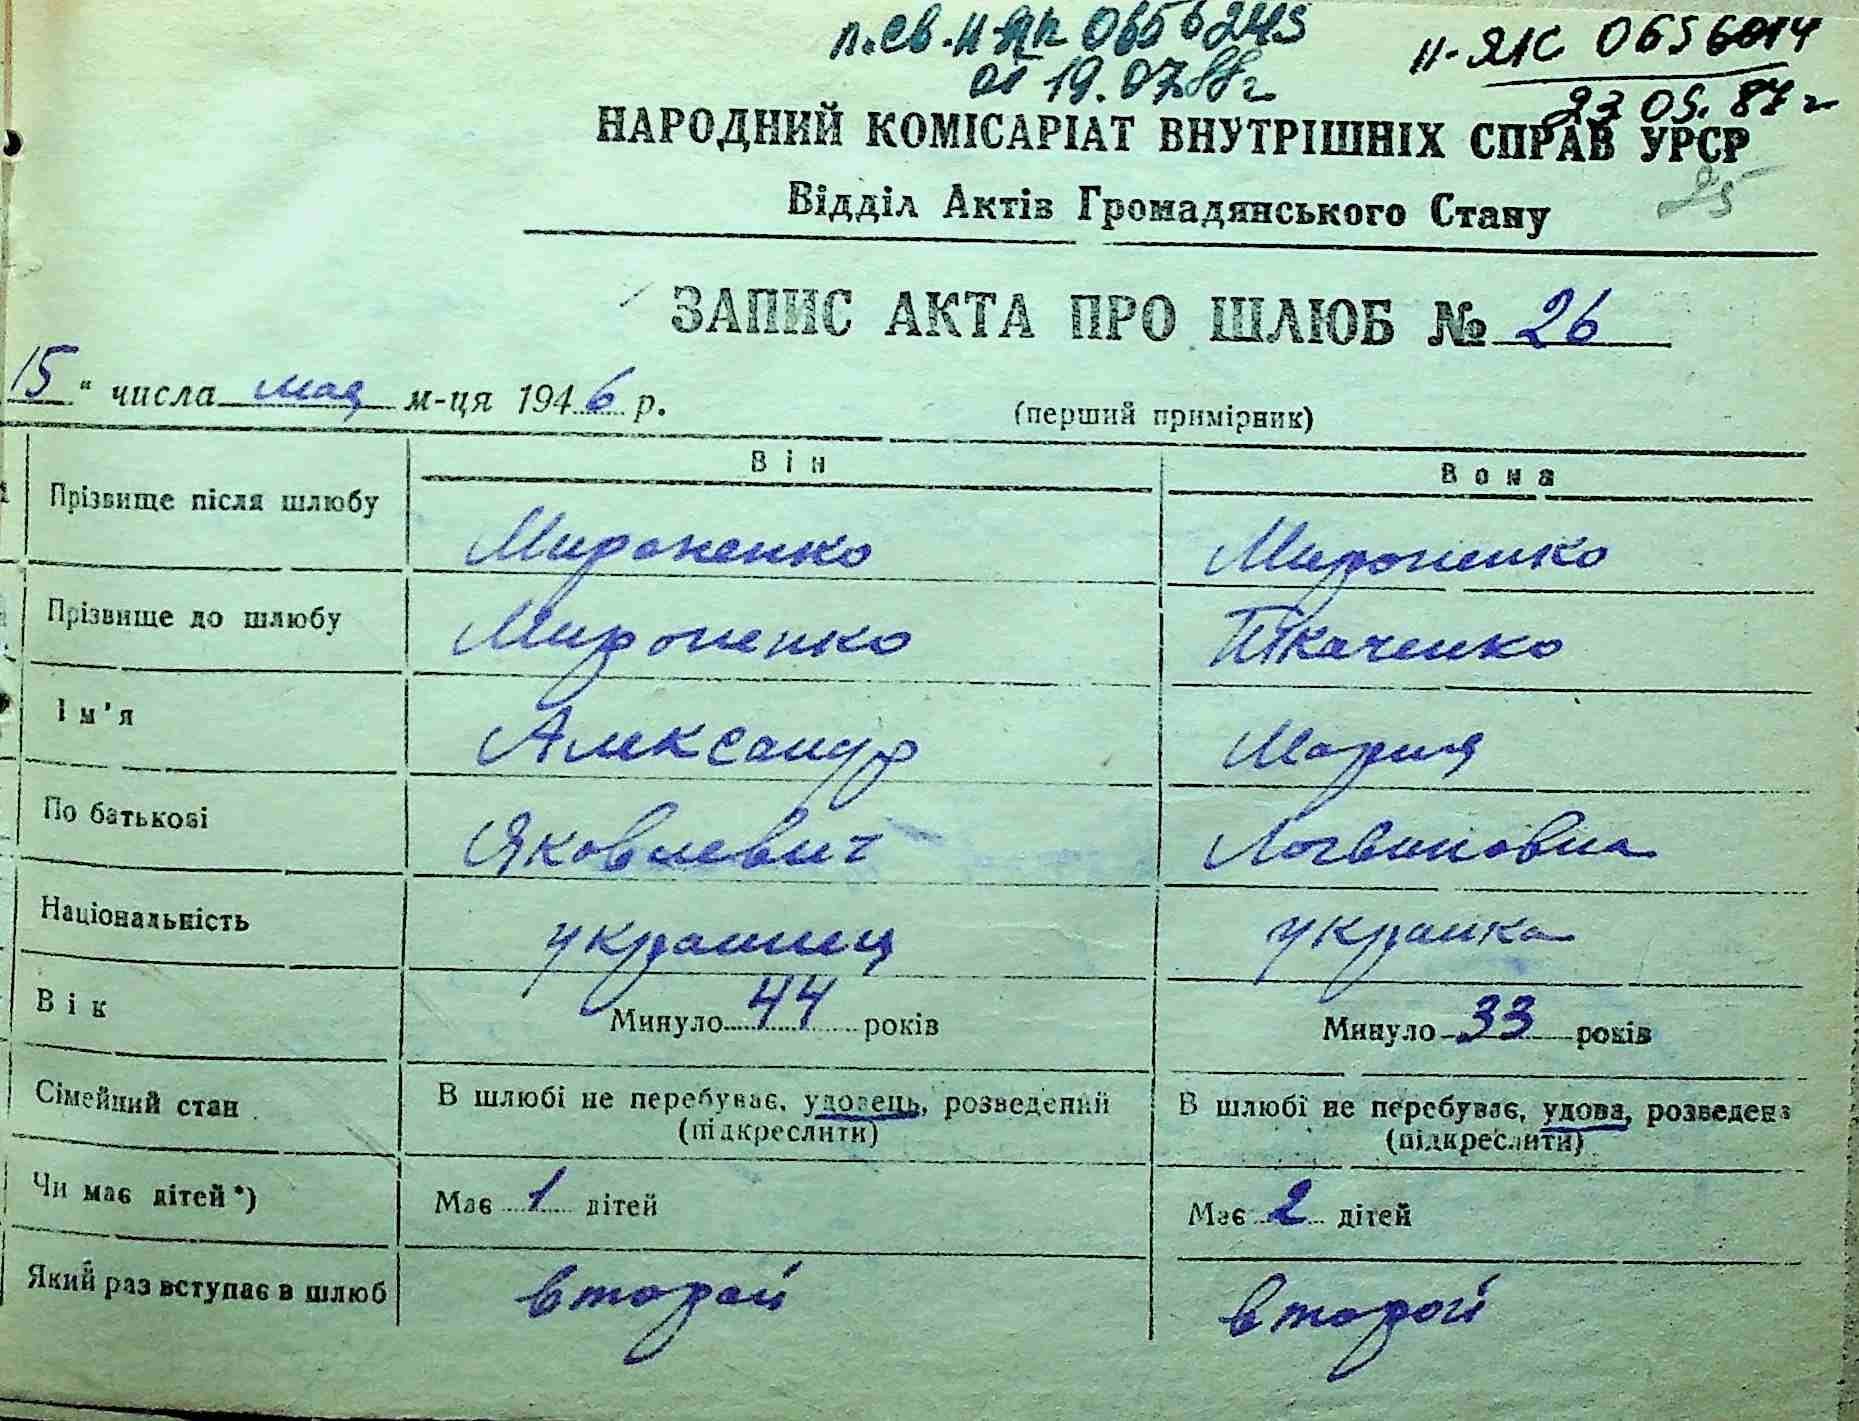 п.св. II-ЯП 0656245
от 19.07.88г
II-ЯІС 0656014
23 05. 87 г
НАРОДНИЙ КОМІСАРІАТ ВНУТРІШНІХ СПРАВ УРСР
25
Відділ Актів Громадянського Стану
ЗАПИС АКТА ПРО ШЛЮБ № 26
15 " числа мая м-ця 1946 р.
(перший примірник)
Він Вона
Прізвище після шлюбу Мироненко Мироненко
Прізвище до шлюбу Мироненко Ткаченко
Ім'я Александр Мария
По батькові Яковлевич Логвиновна
Національність украинец украинка
Вік Минуло 44 років Минуло 33 років
Сімейний стан В шлюбі не перебуває, удовець, розведений В шлюбі не перебуває, удова, розведена
(підкреслити) (підкреслити)
Чи має дітей*) Має 1 дітей Має 2 дітей
Який раз вступає в шлюб второй второй